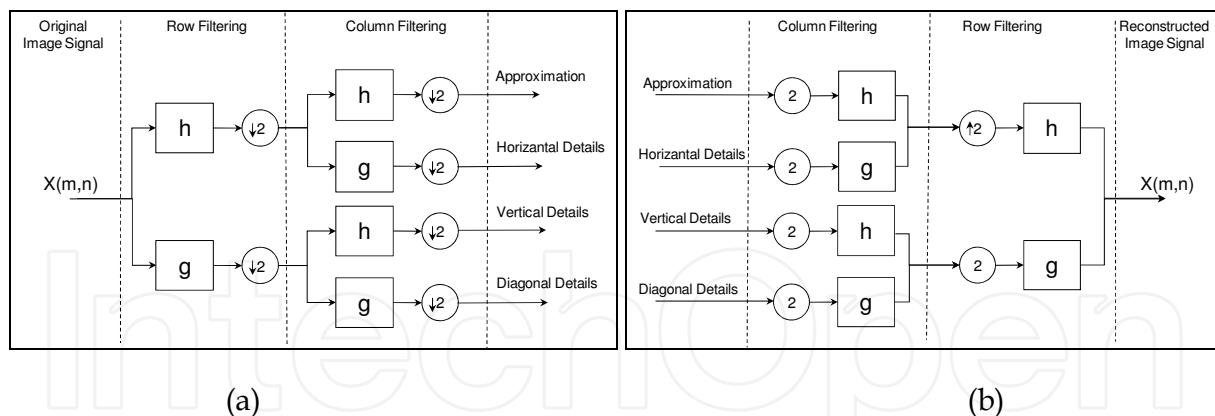 Original
Image Signal
Row Filtering
Column Filtering
Approximation
h
↓2
h
↓2
g
↓2
Horizantal Details
X(m,n)
Vertical Details
h
↓2
g
↓2
g
↓2
Diagonal Details
(a)
Column Filtering
Row Filtering
Reconstructed
Image Signal
Approximation
2
h
↑2
h
Horizantal Details
2
g
X(m,n)
Vertical Details
2
h
2
g
Diagonal Details
2
g
(b)
IntechOpen